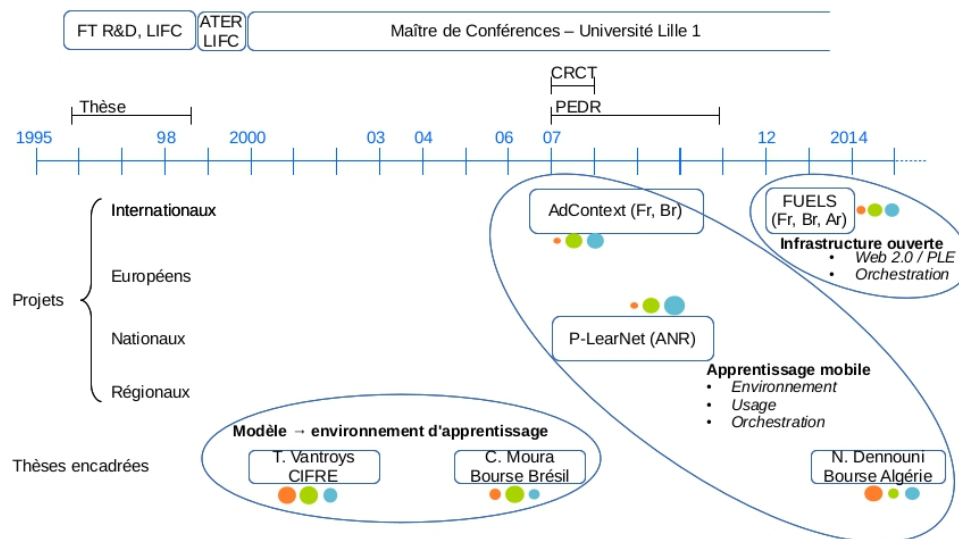 FT R&D, LIFC
ATER
LIFC
Maître de Conférences – Université Lille 1
CRCT
Thèse
PEDR
1995 98 2000 03 04 06 07 12 2014
Internationaux
AdContext (Fr, Br)
FUELS
(Fr, Br, Ar)
Infrastructure ouverte
• Web 2.0 / PLE
• Orchestration
Européens
Projets
Nationaux
P-LearNet (ANR)
Apprentissage mobile
• Environnement
• Usage
• Orchestration
Régionaux
Modèle → environnement d'apprentissage
Thèses encadrées
T. Vantroys
CIFRE
C. Moura
Bourse Brésil
N. Dennouni
Bourse Algérie